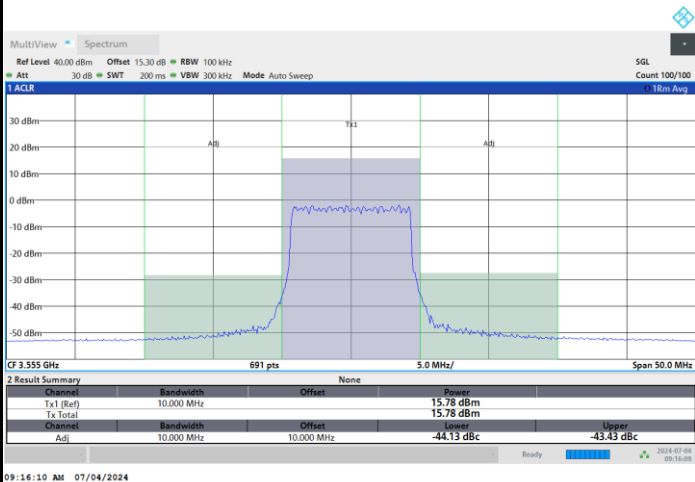 MultiView Spectrum
Ref Level 40.00 dBm Offset 15.30 dB RBW 100 kHz SGL
Att 30 dB SWT 200 ms VBW 300 kHz Mode Auto Sweep Count 100/100
1 ACLR 1Rm Avg
30 dBm
Tx1
20 dBm
Adj Adj
10 dBm
0 dBm
-10 dBm
-20 dBm
-30 dBm
-40 dBm
-50 dBm
CF 3.555 GHz 691 pts 5.0 MHz/ Span 50.0 MHz
2 Result Summary None
Channel Bandwidth Offset Power
Tx1 (Ref) 10.000 MHz 15.78 dBm
Tx Total 15.78 dBm
Channel Bandwidth Offset Lower Upper
Adj 10.000 MHz 10.000 MHz -44.13 dBc -43.43 dBc
Ready 2024-07-04
09:16:09
09:16:10 AM 07/04/2024